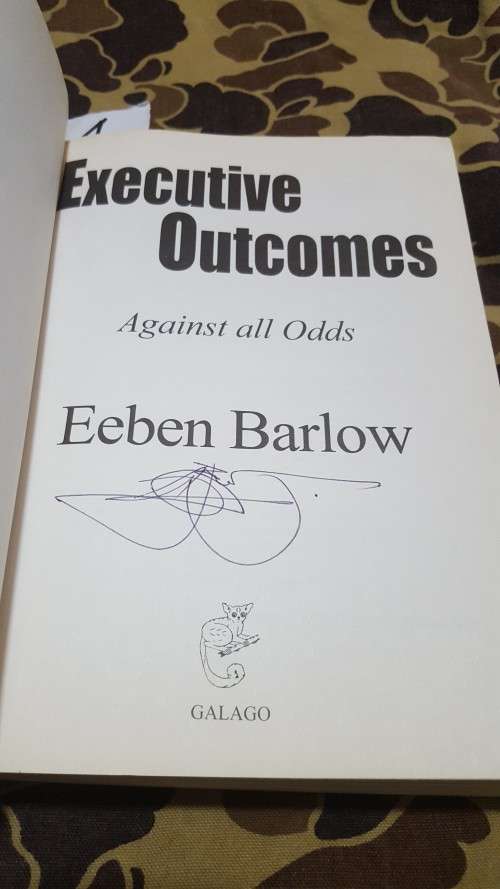 Executive
Outcomes
Against all Odds
Eeben Barlow
GALAGO